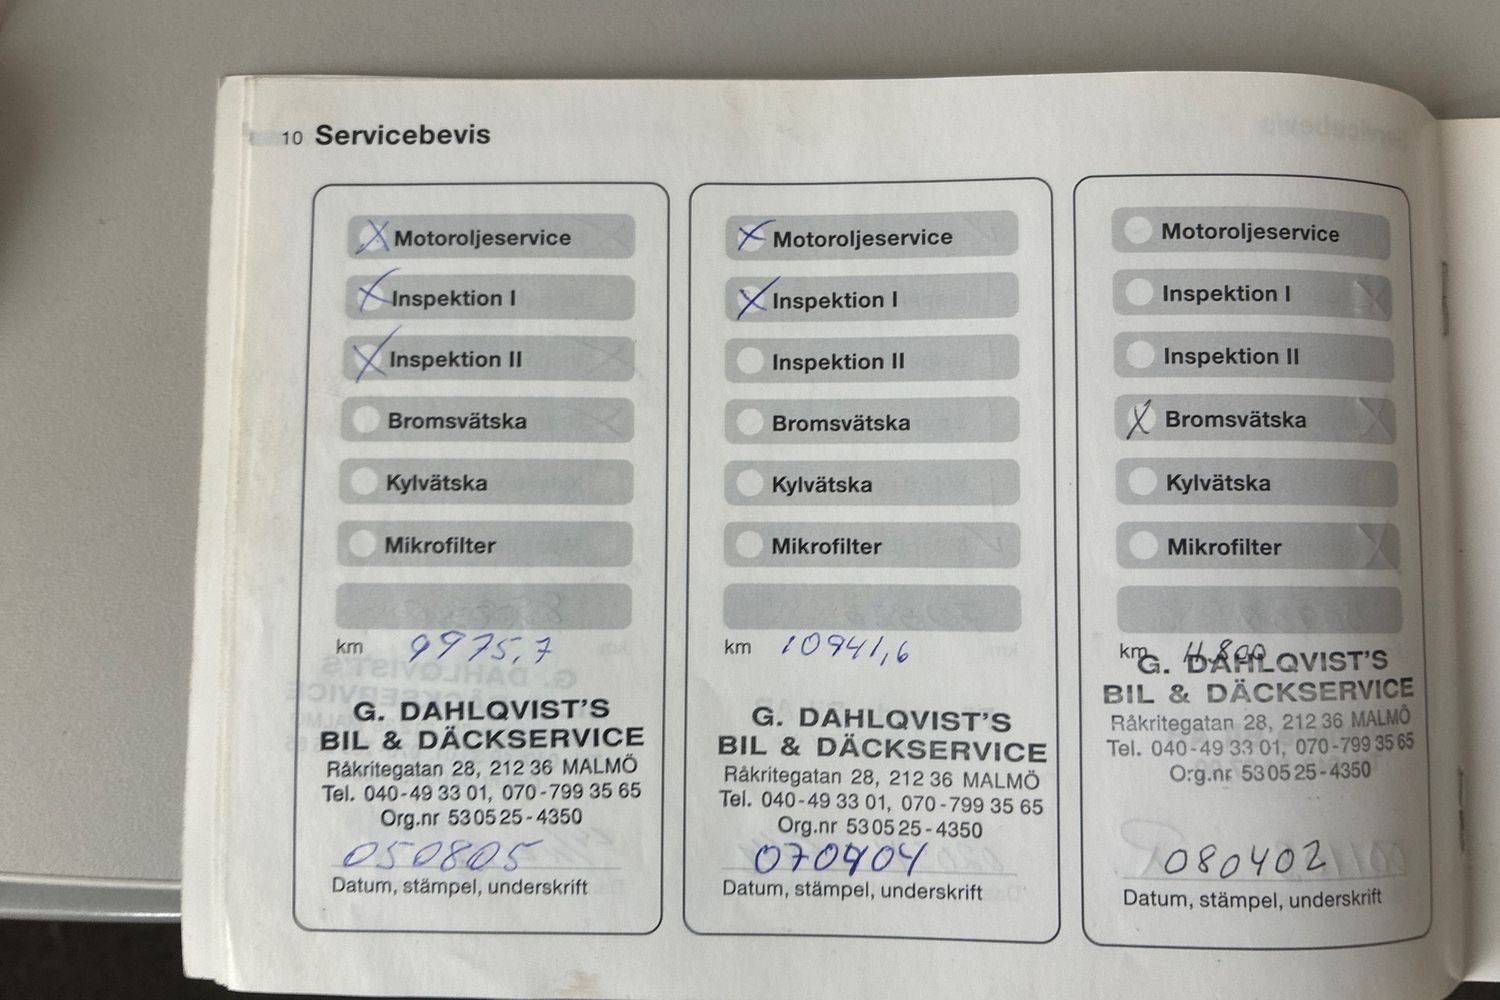 10 Servicebevis
Motoroljeservice
Inspektion I
Inspektion II
Bromsvätska
Kylvätska
Mikrofilter
km 9975,7
G. DAHLQVIST'S
BIL & DÄCKSERVICE
Råkritegatan 28, 212 36 MALMÖ
Tel. 040-49 33 01, 070-799 35 65
Org.nr 530525-4350
050805
Datum, stämpel, underskrift
Motoroljeservice
Inspektion I
Inspektion II
Bromsvätska
Kylvätska
Mikrofilter
km 10941,6
G. DAHLQVIST'S
BIL & DÄCKSERVICE
Råkritegatan 28, 212 36 MALMÖ
Tel. 040-49 33 01, 070-799 35 65
Org.nr 530525-4350
070404
Datum, stämpel, underskrift
Motoroljeservice
Inspektion I
Inspektion II
Bromsvätska
Kylvätska
Mikrofilter
km
G. DAHLQVIST'S
BIL & DÄCKSERVICE
Råkritegatan 28, 212 36 MALMÖ
Tel. 040-49 33 01, 070-799 35 65
Org.nr 530525-4350
080402
Datum, stämpel, underskrift